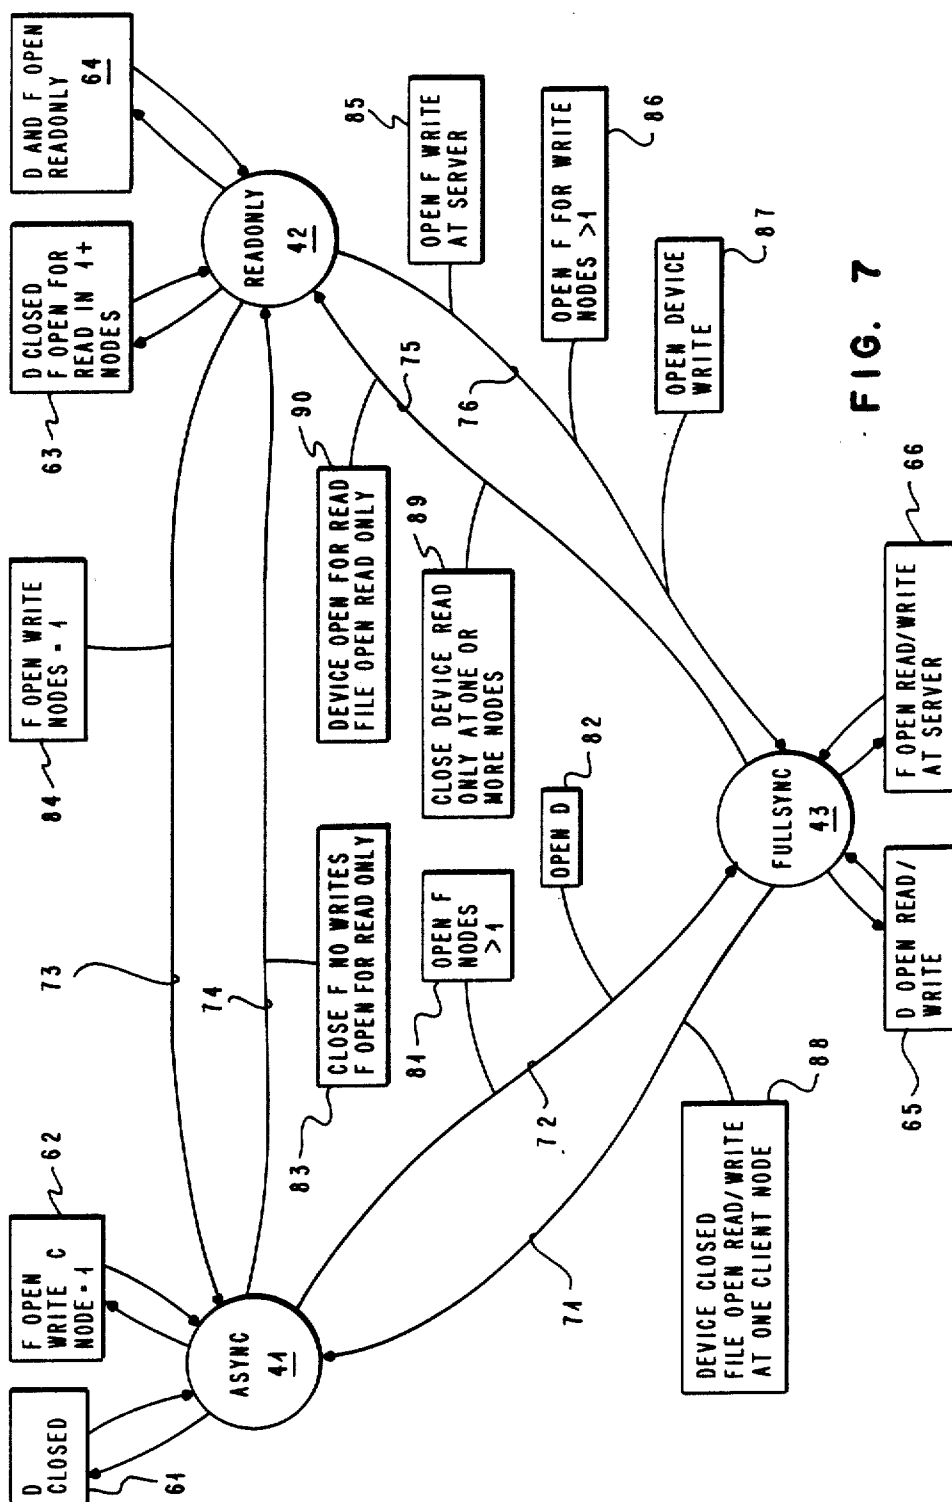 D
CLOSED
61
F OPEN
WRITE C
NODE=1
62
84
F OPEN WRITE
NODES = 1
63
D CLOSED
F OPEN FOR
READ IN 1+
NODES
D AND F OPEN
READONLY
64
73
74
ASYNC
41
READONLY
42
83
CLOSE F NO WRITES
F OPEN FOR READ ONLY
DEVICE OPEN FOR READ
FILE OPEN READ ONLY
90
75
85
OPEN F WRITE
AT SERVER
81
OPEN F
NODES
>1
CLOSE DEVICE READ
ONLY AT ONE OR
MORE NODES
89
76
72
OPEN D
82
OPEN F FOR WRITE
NODES >1
86
71
OPEN DEVICE
WRITE
87
DEVICE CLOSED
FILE OPEN READ/WRITE
AT ONE CLIENT NODE
88
FULLSYNC
43
65
D OPEN READ/
WRITE
F OPEN READ/WRITE
AT SERVER
66
FIG. 7